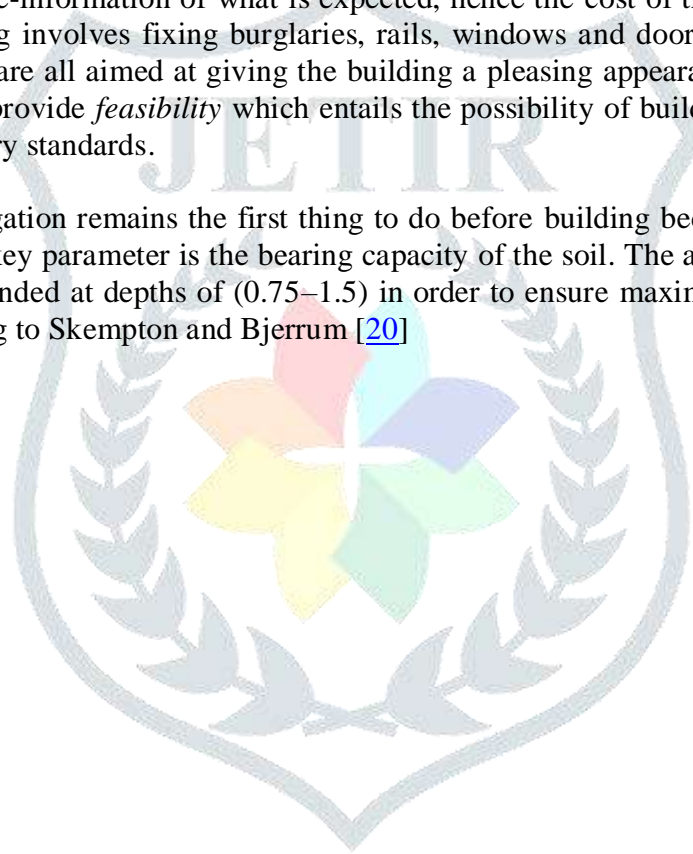 -information of what is expected, hence the cost of t
g involves fixing burglaries, rails, windows and door
are all aimed at giving the building a pleasing appeara
provide feasibility which entails the possibility of buil
ry standards.
JETIR
gation remains the first thing to do before building be
key parameter is the bearing capacity of the soil. The a
nded at depths of (0.75–1.5) in order to ensure maxim
g to Skempton and Bjerrum [20]